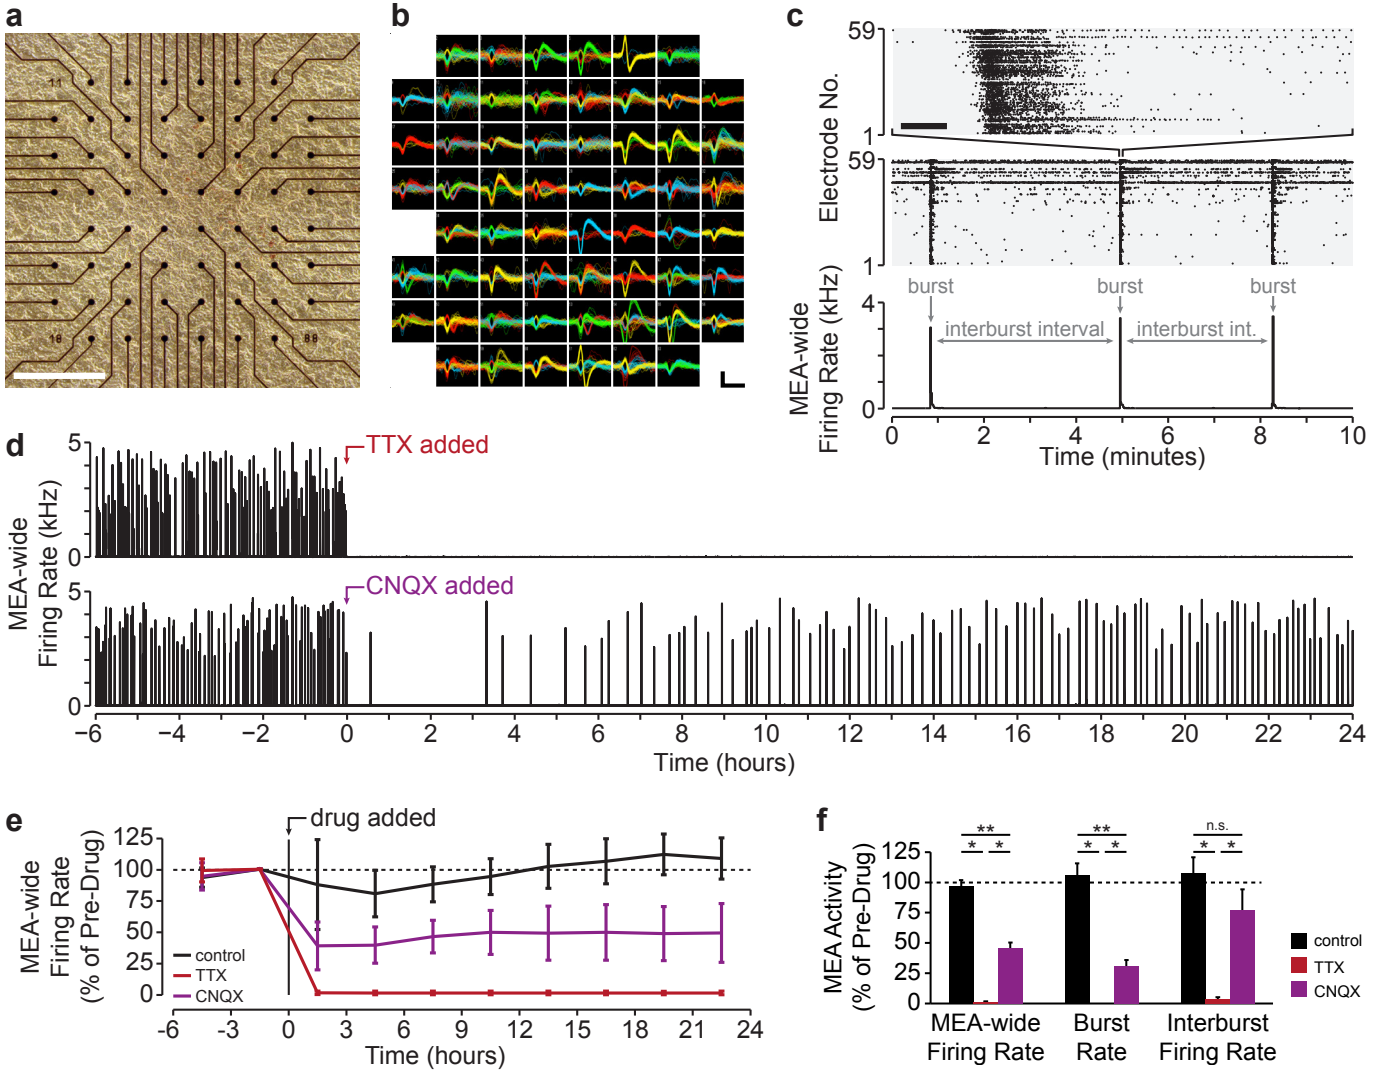 a
11
18
88
b
c
59
Electrode No.
1
59
1
burst
burst
burst
interburst interval
interburst int.
4
0
MEA-wide
Firing Rate (kHz)
0
2
4
6
8
10
Time (minutes)
d
5
0
TTX added
MEA-wide
Firing Rate (kHz)
5
0
CNQX added
−6
−4
−2
0
2
4
6
8
10
12
14
16
18
20
22
24
Time (hours)
e
drug added
125
100
75
50
25
0
MEA-wide
Firing Rate
(% of Pre-Drug)
control
TTX
CNQX
-6
-3
0
3
6
9
12
15
18
21
24
Time (hours)
f
125
100
75
50
25
0
MEA Activity
(% of Pre-Drug)
**
* *
**
* *
n.s.
* *
control
TTX
CNQX
MEA-wide
Firing Rate
Burst
Rate
Interburst
Firing Rate